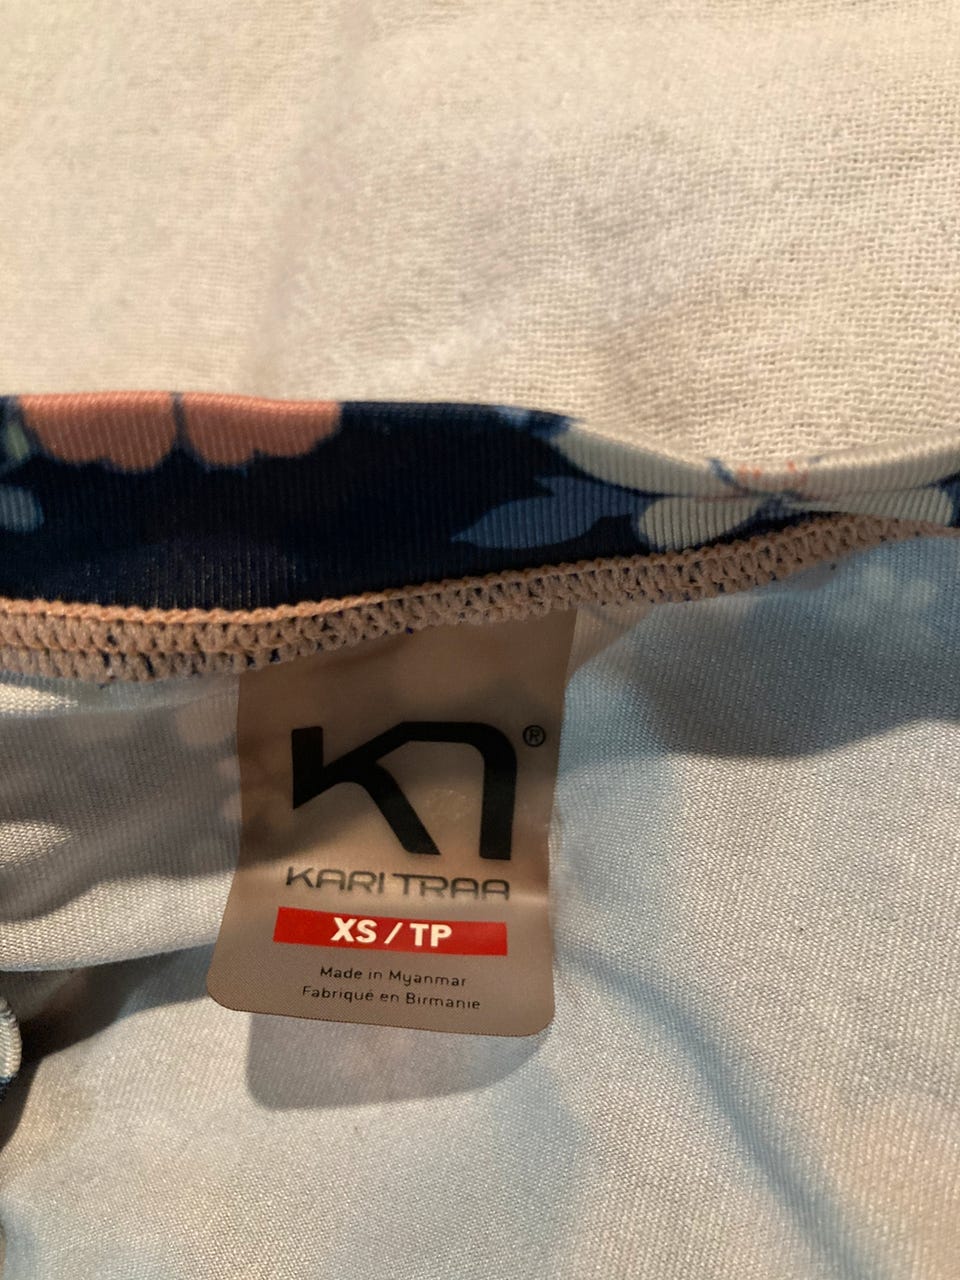 ®
KARI TRAA
XS / TP
Made in Myanmar
Fabriqué en Birmanie